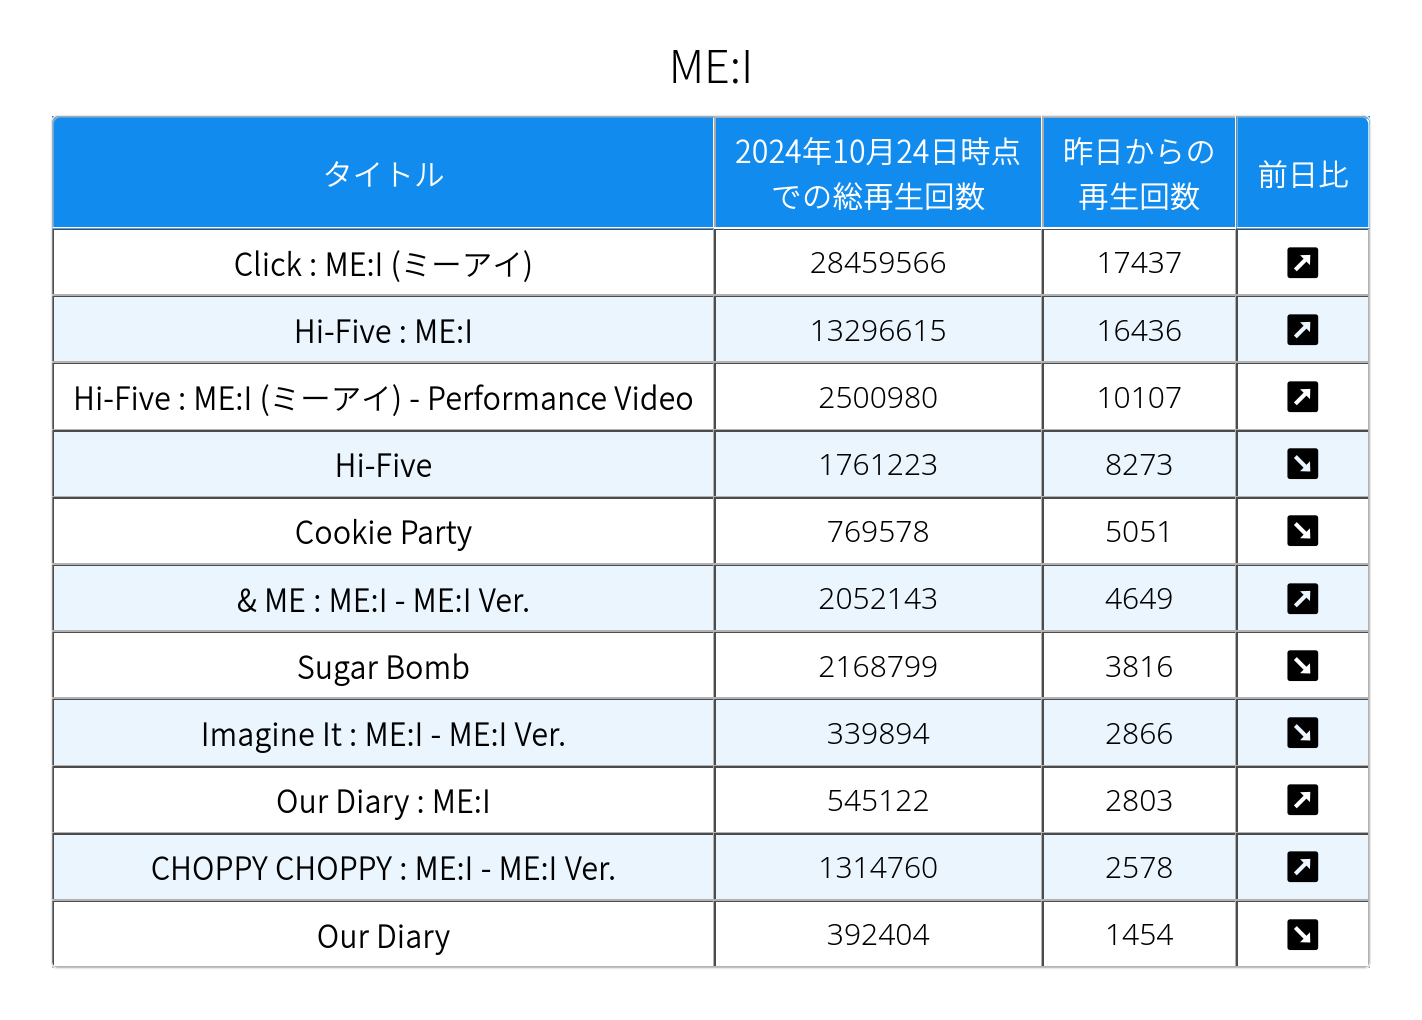 ME:I
タイトル 2024年10月24日時点 昨日からの 前日比
での総再生回数 再生回数
Click : ME:I (ミーアイ) 28459566 17437
Hi-Five : ME:I 13296615 16436
Hi-Five : ME:I (ミーアイ) - Performance Video 2500980 10107
Hi-Five 1761223 8273
Cookie Party 769578 5051
& ME : ME:I - ME:I Ver. 2052143 4649
Sugar Bomb 2168799 3816
Imagine It : ME:I - ME:I Ver. 339894 2866
Our Diary : ME:I 545122 2803
CHOPPY CHOPPY : ME:I - ME:I Ver. 1314760 2578
Our Diary 392404 1454